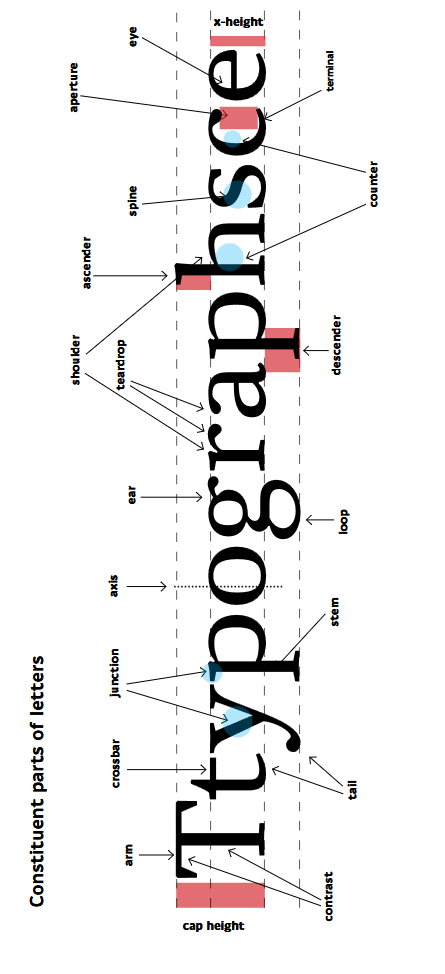 Constituent parts of letters
arm
crossbar
junction
axis
ear
shoulder
teardrop
ascender
spine
aperture
eye
cap height
Ttypographsce
x-height
contrast
tail
stem
loop
descender
counter
terminal